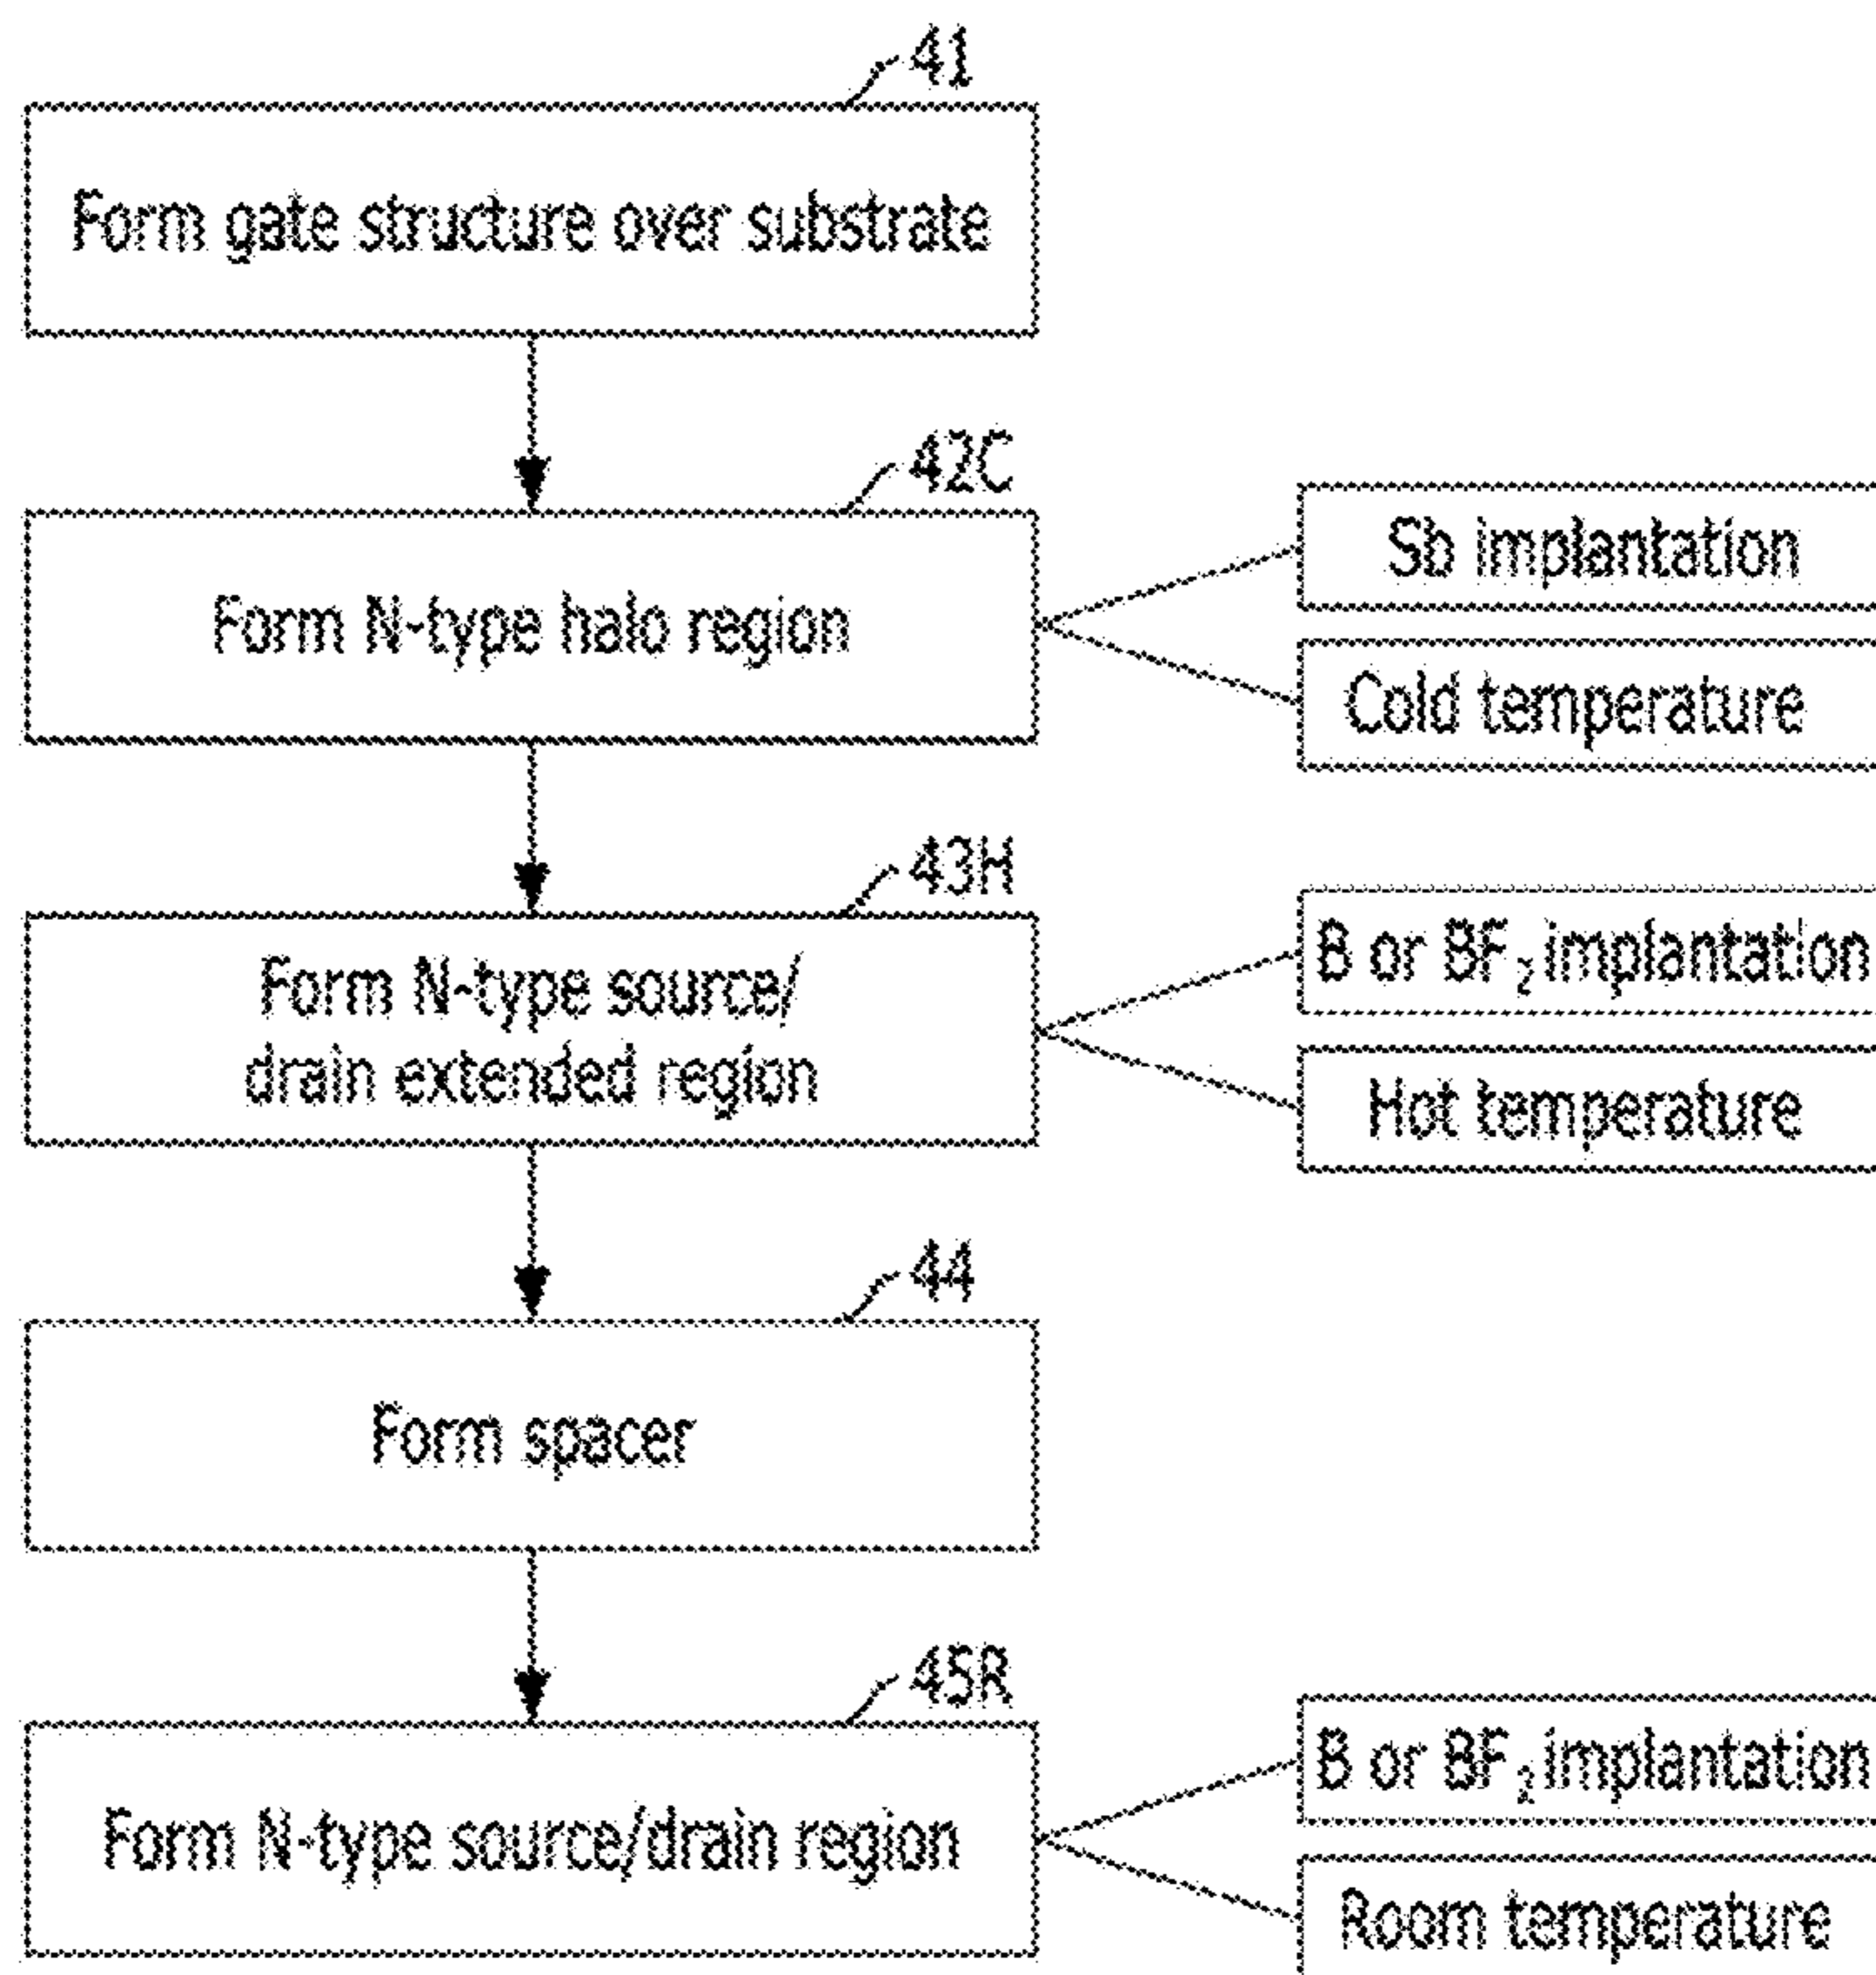 41
Form gate structure over substrate
42C
Form N-type halo region
Sb implantation
Cold temperature
43H
Form N-type source/
drain extended region
B or BF₂ implantation
Hot temperature
44
Form spacer
45R
Form N-type source/drain region
B or BF₂ implantation
Room temperature